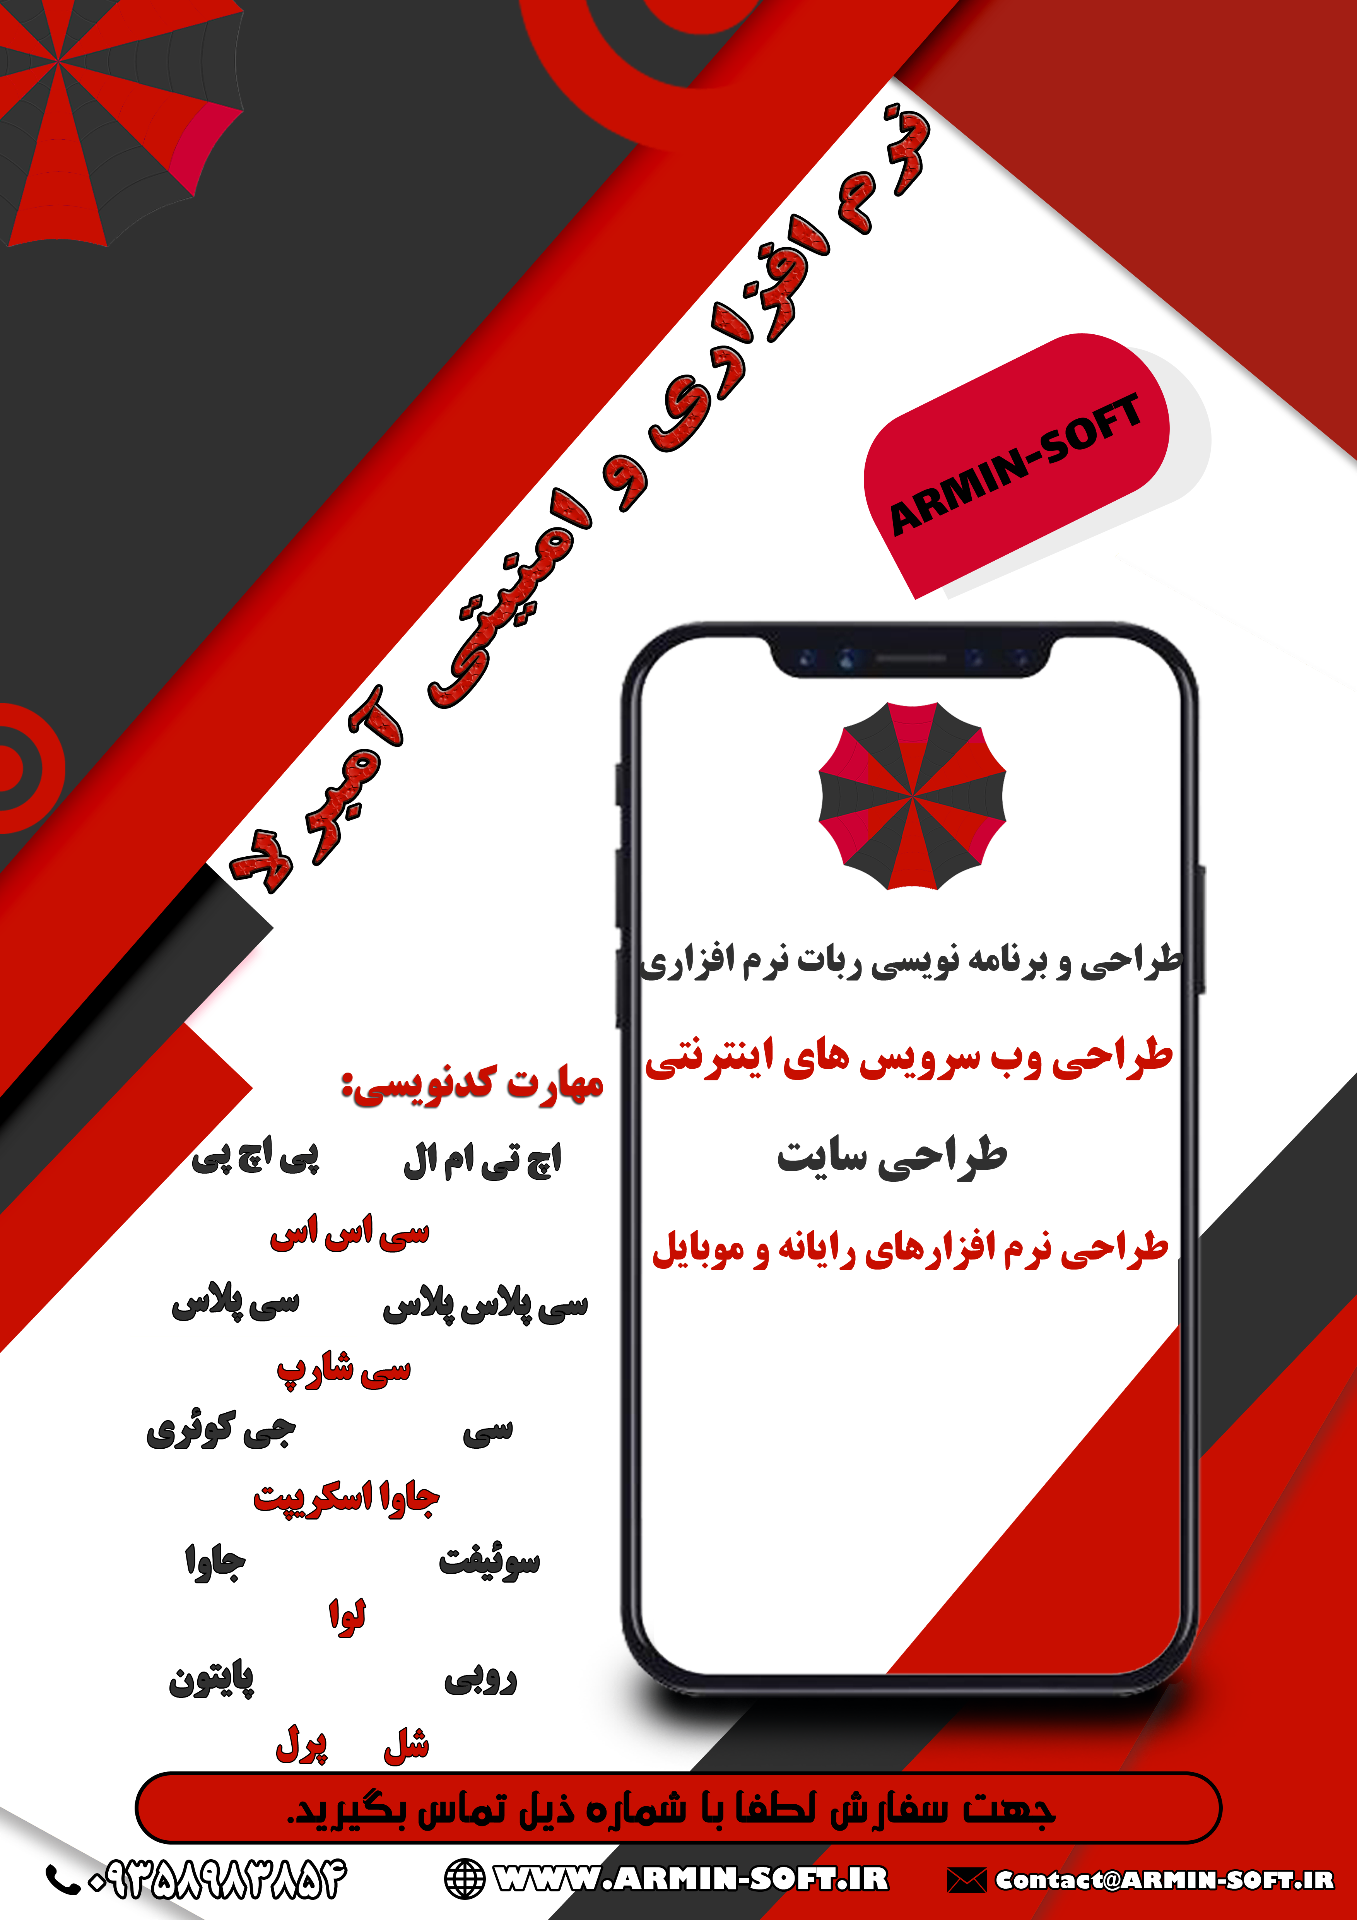 نرم افزاری و امنیتی آمبر لا
ARMIN-SOFT
طراحی و برنامه نویسی ربات نرم افزاری
طراحی وب سرویس های اینترنتی
طراحی سایت
طراحی نرم افزارهای رایانه و موبایل
مهارت کدنویسی:
اچ تی ام ال پی اچ پی
سی اس اس
سی پلاس پلاس سی پلاس
سی شارپ
سی جی کوئری
جاوا اسکریپت
سوئیفت جاوا
لوا
روبی پایتون
شل پرل
جهت سفارش لطفا با شماره ذیل تماس بگیرید.
۰۹۳۵۸۹۸۳۸۵۴ WWW.ARMIN-SOFT.IR Contact@ARMIN-SOFT.IR